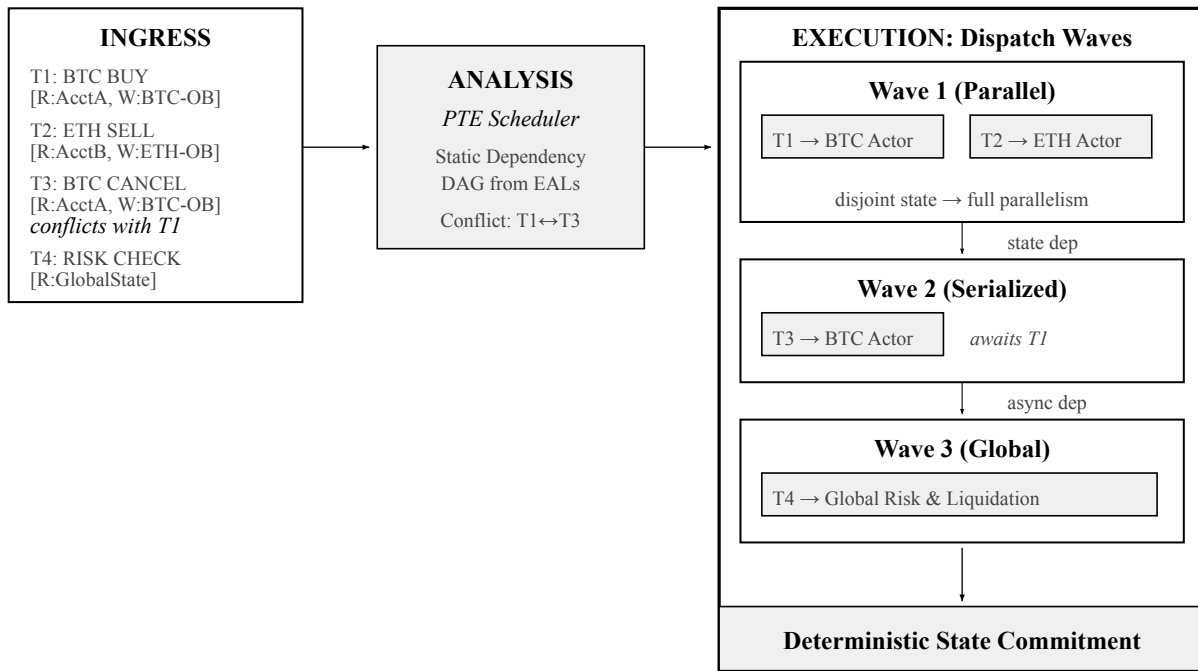 INGRESS
T1: BTC BUY
[R:AcctA, W:BTC-OB]
T2: ETH SELL
[R:AcctB, W:ETH-OB]
T3: BTC CANCEL
[R:AcctA, W:BTC-OB]
conflicts with T1
T4: RISK CHECK
[R:GlobalState]
ANALYSIS
PTE Scheduler
Static Dependency
DAG from EALs
Conflict: T1↔T3
EXECUTION: Dispatch Waves
Wave 1 (Parallel)
T1 → BTC Actor
T2 → ETH Actor
disjoint state → full parallelism
state dep
Wave 2 (Serialized)
T3 → BTC Actor
awaits T1
async dep
Wave 3 (Global)
T4 → Global Risk & Liquidation
Deterministic State Commitment